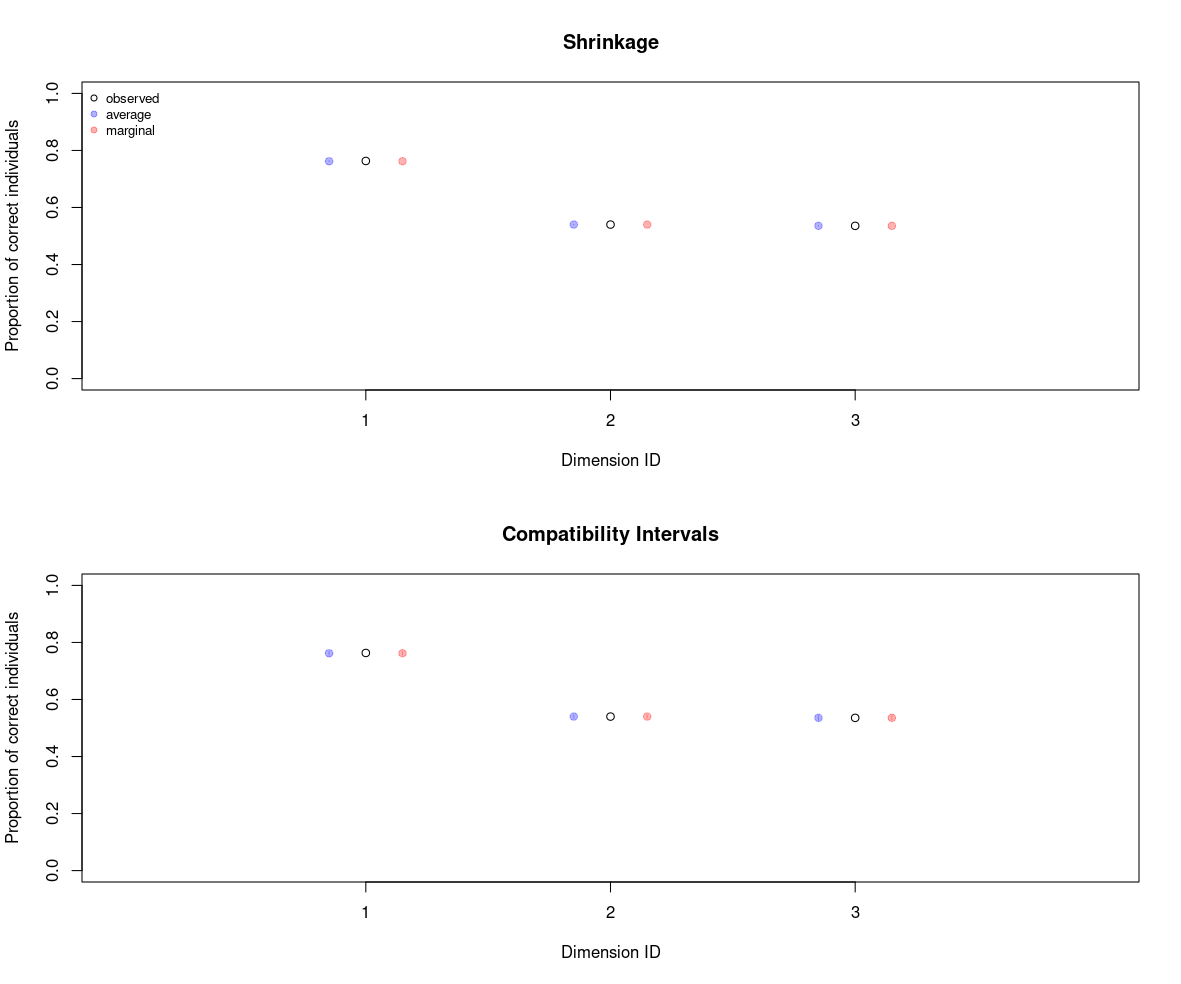 Shrinkage
1.0
0.8
0.6
0.4
0.2
0.0
Proportion of correct individuals
observed
average
marginal
1 2 3
Dimension ID
Compatibility Intervals
1.0
0.8
0.6
0.4
0.2
0.0
Proportion of correct individuals
1 2 3
Dimension ID